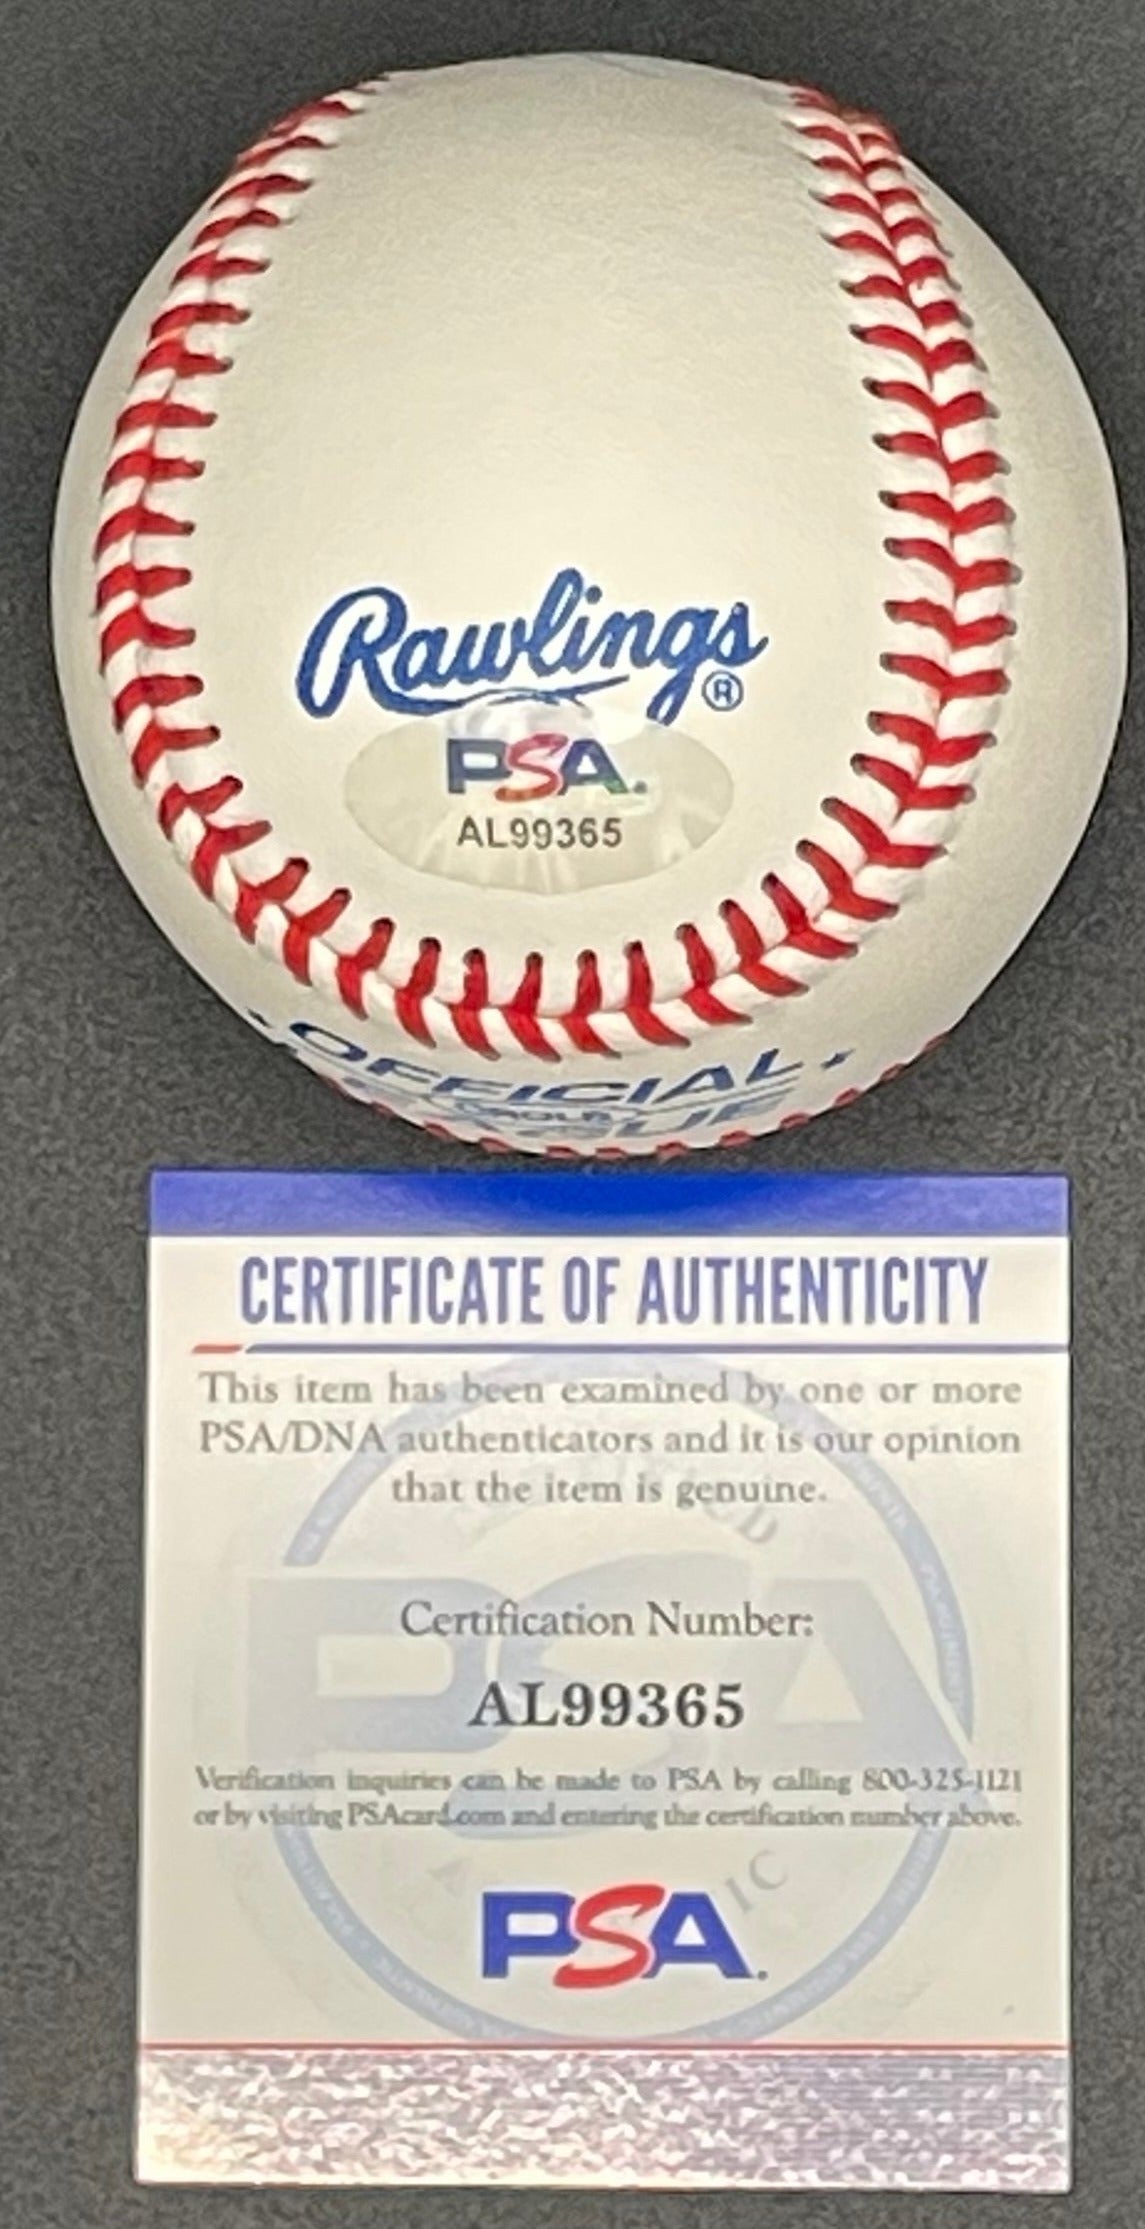 Rawlings®
PSA.
AL99365
OFFICIAL
CERTIFICATE OF AUTHENTICITY
This item has been examined by one or more
PSA/DNA authenticators and it is our opinion
that the item is genuine.
Certification Number:
AL99365
Verification inquiries can be made to PSA by calling 800-325-1121
or by visiting PSAcard.com and entering the certification number above.
PSA.